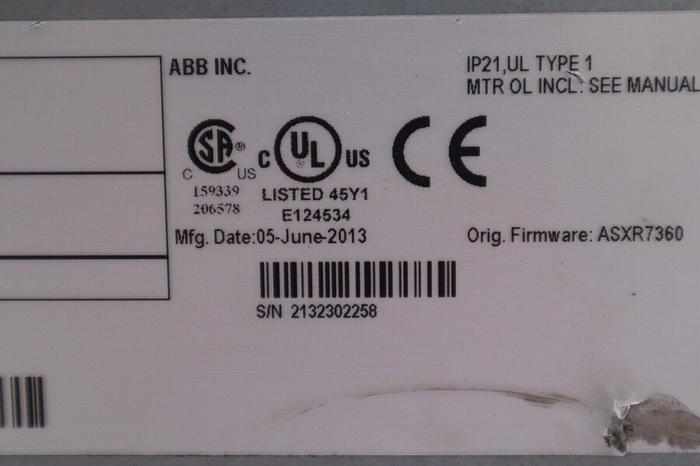 ABB INC.
IP21,UL TYPE 1
MTR OL INCL: SEE MANUAL
SA ®
C US
159339
206578
C UL US
®
LISTED 45Y1
E124534
CE
Mfg. Date:05-June-2013
Orig. Firmware: ASXR7360
S/N 2132302258